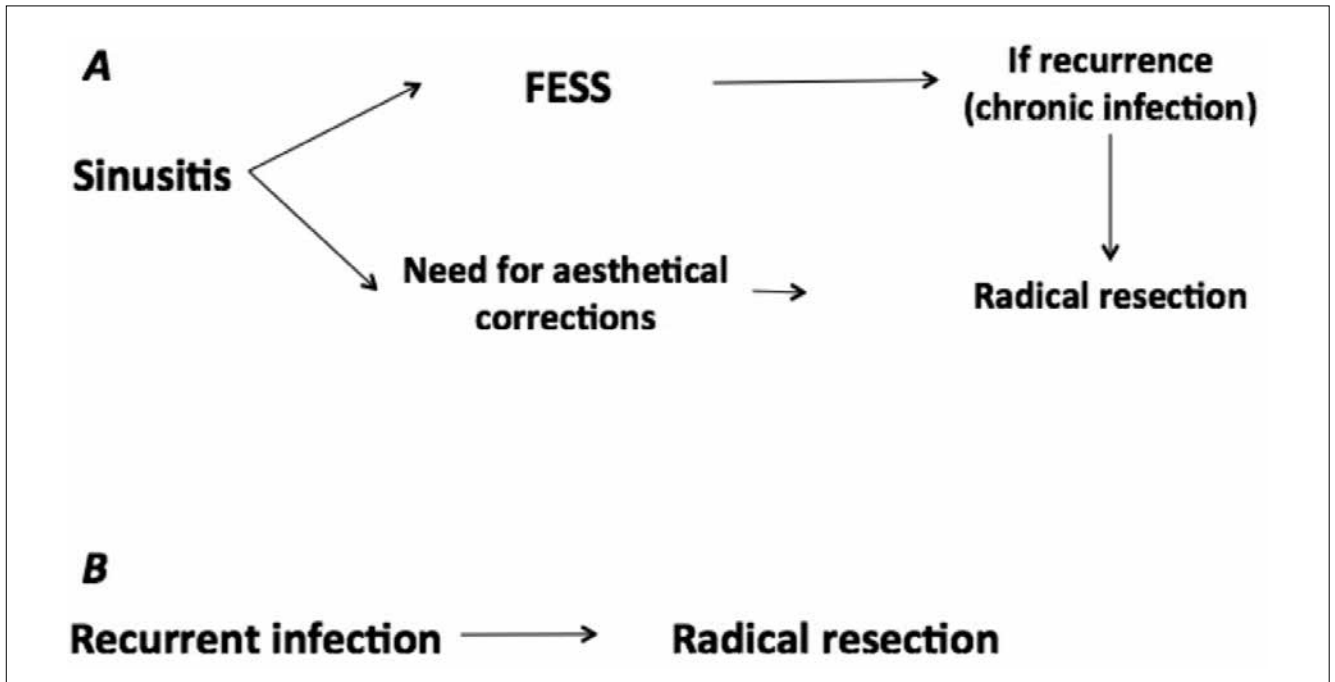 A
Sinusitis
FESS
If recurrence
(chronic infection)
Need for aesthetical
corrections
Radical resection
B
Recurrent infection
Radical resection